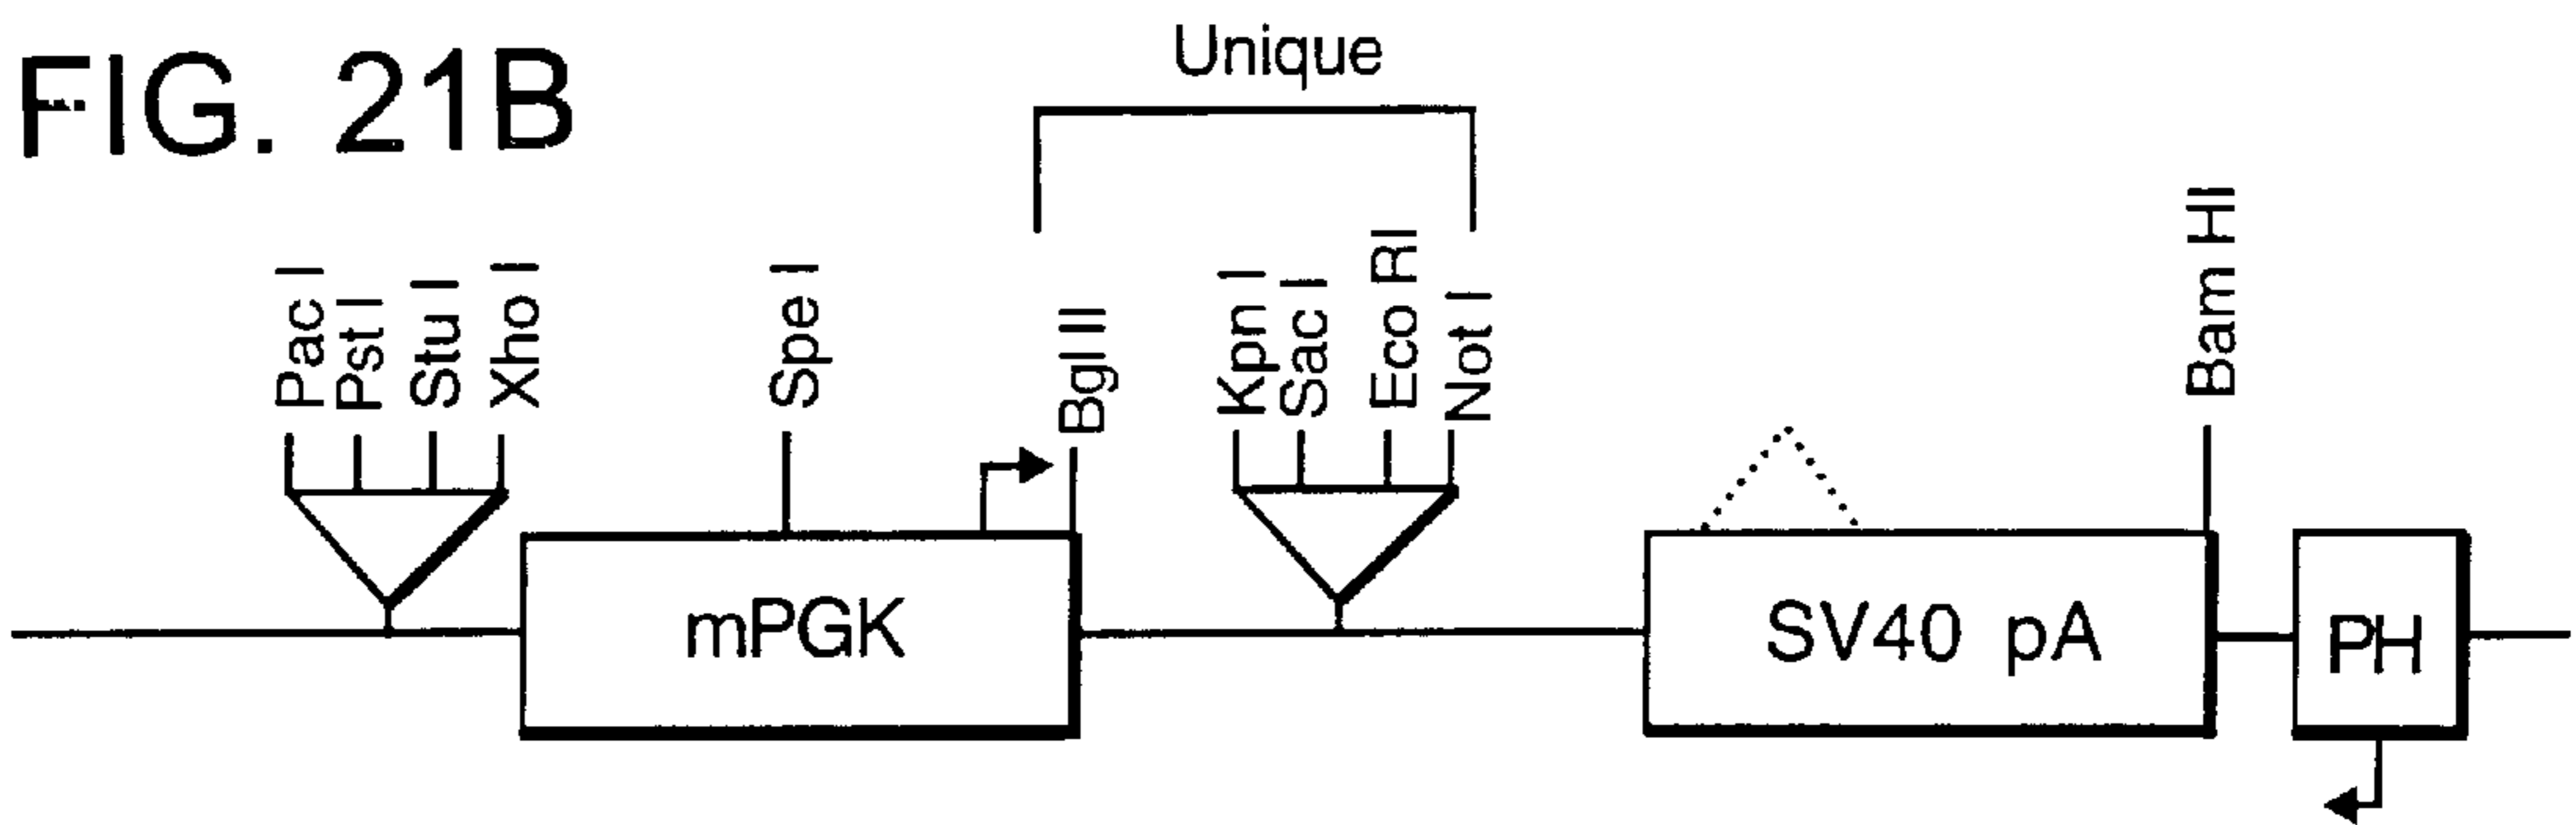 FIG. 21B
Unique
Pac I
Pst I
Stu I
Xho I
Spe I
Bgl II
Kpn I
Sac I
Eco RI
Not I
Bam HI
mPGK
SV40 pA
PH